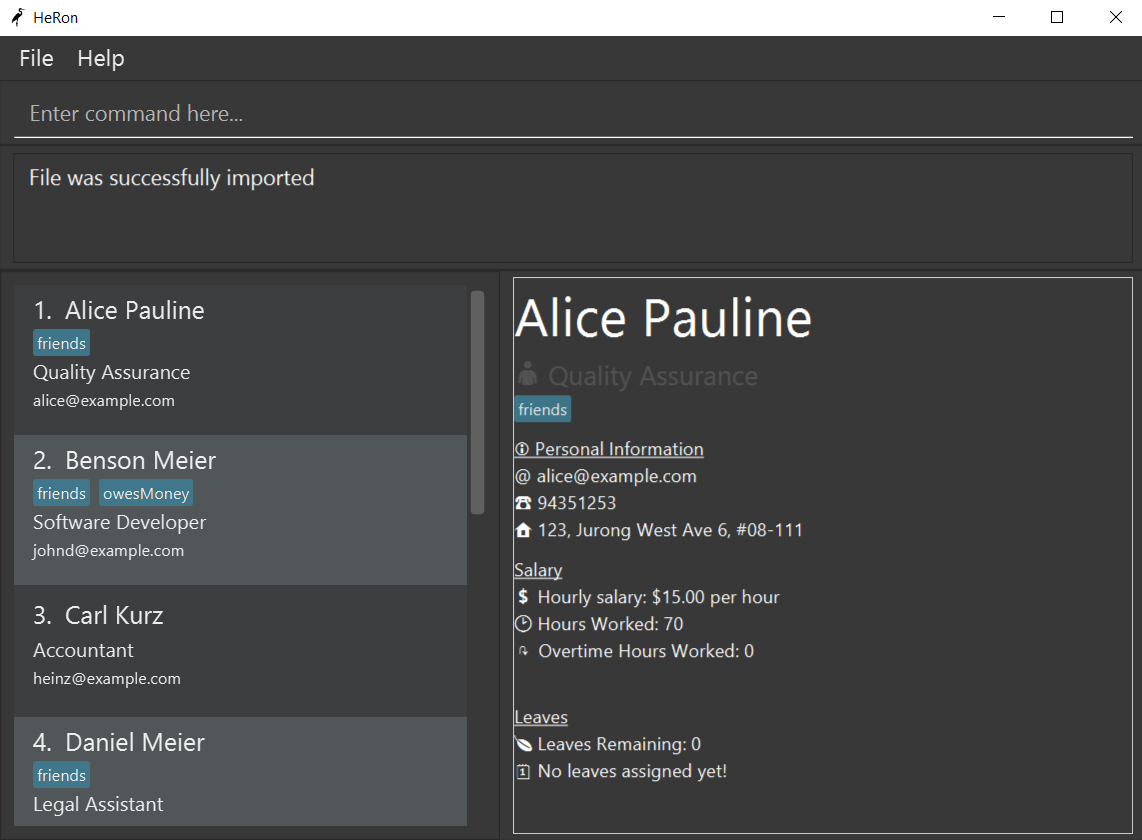 HeRon
File Help
Enter command here...
File was successfully imported
1. Alice Pauline
friends
Quality Assurance
alice@example.com
2. Benson Meier
friends owesMoney
Software Developer
johnd@example.com
3. Carl Kurz
Accountant
heinz@example.com
4. Daniel Meier
friends
Legal Assistant
Alice Pauline
Quality Assurance
friends
Personal Information
@ alice@example.com
94351253
123, Jurong West Ave 6, #08-111
Salary
$ Hourly salary: $15.00 per hour
Hours Worked: 70
Overtime Hours Worked: 0
Leaves
Leaves Remaining: 0
No leaves assigned yet!